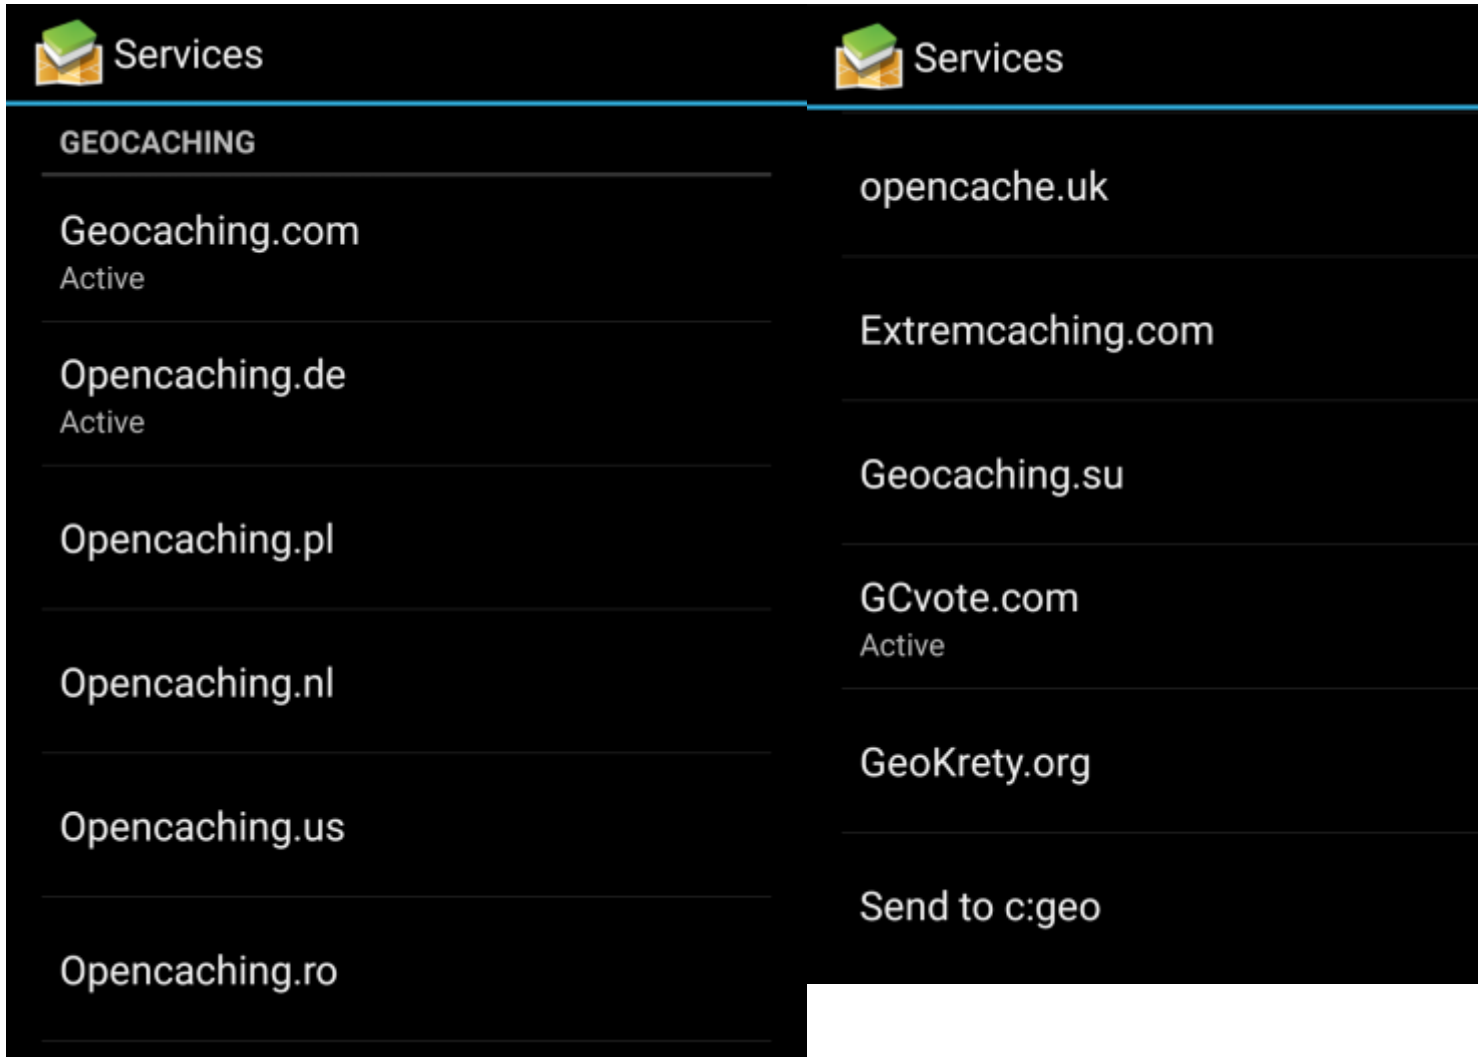 Services
GEOCACHING
Geocaching.com
Active
Opencaching.de
Active
Opencaching.pl
Opencaching.nl
Opencaching.us
Opencaching.ro
Services
opencache.uk
Extremcaching.com
Geocaching.su
GCvote.com
Active
GeoKrety.org
Send to c:geo